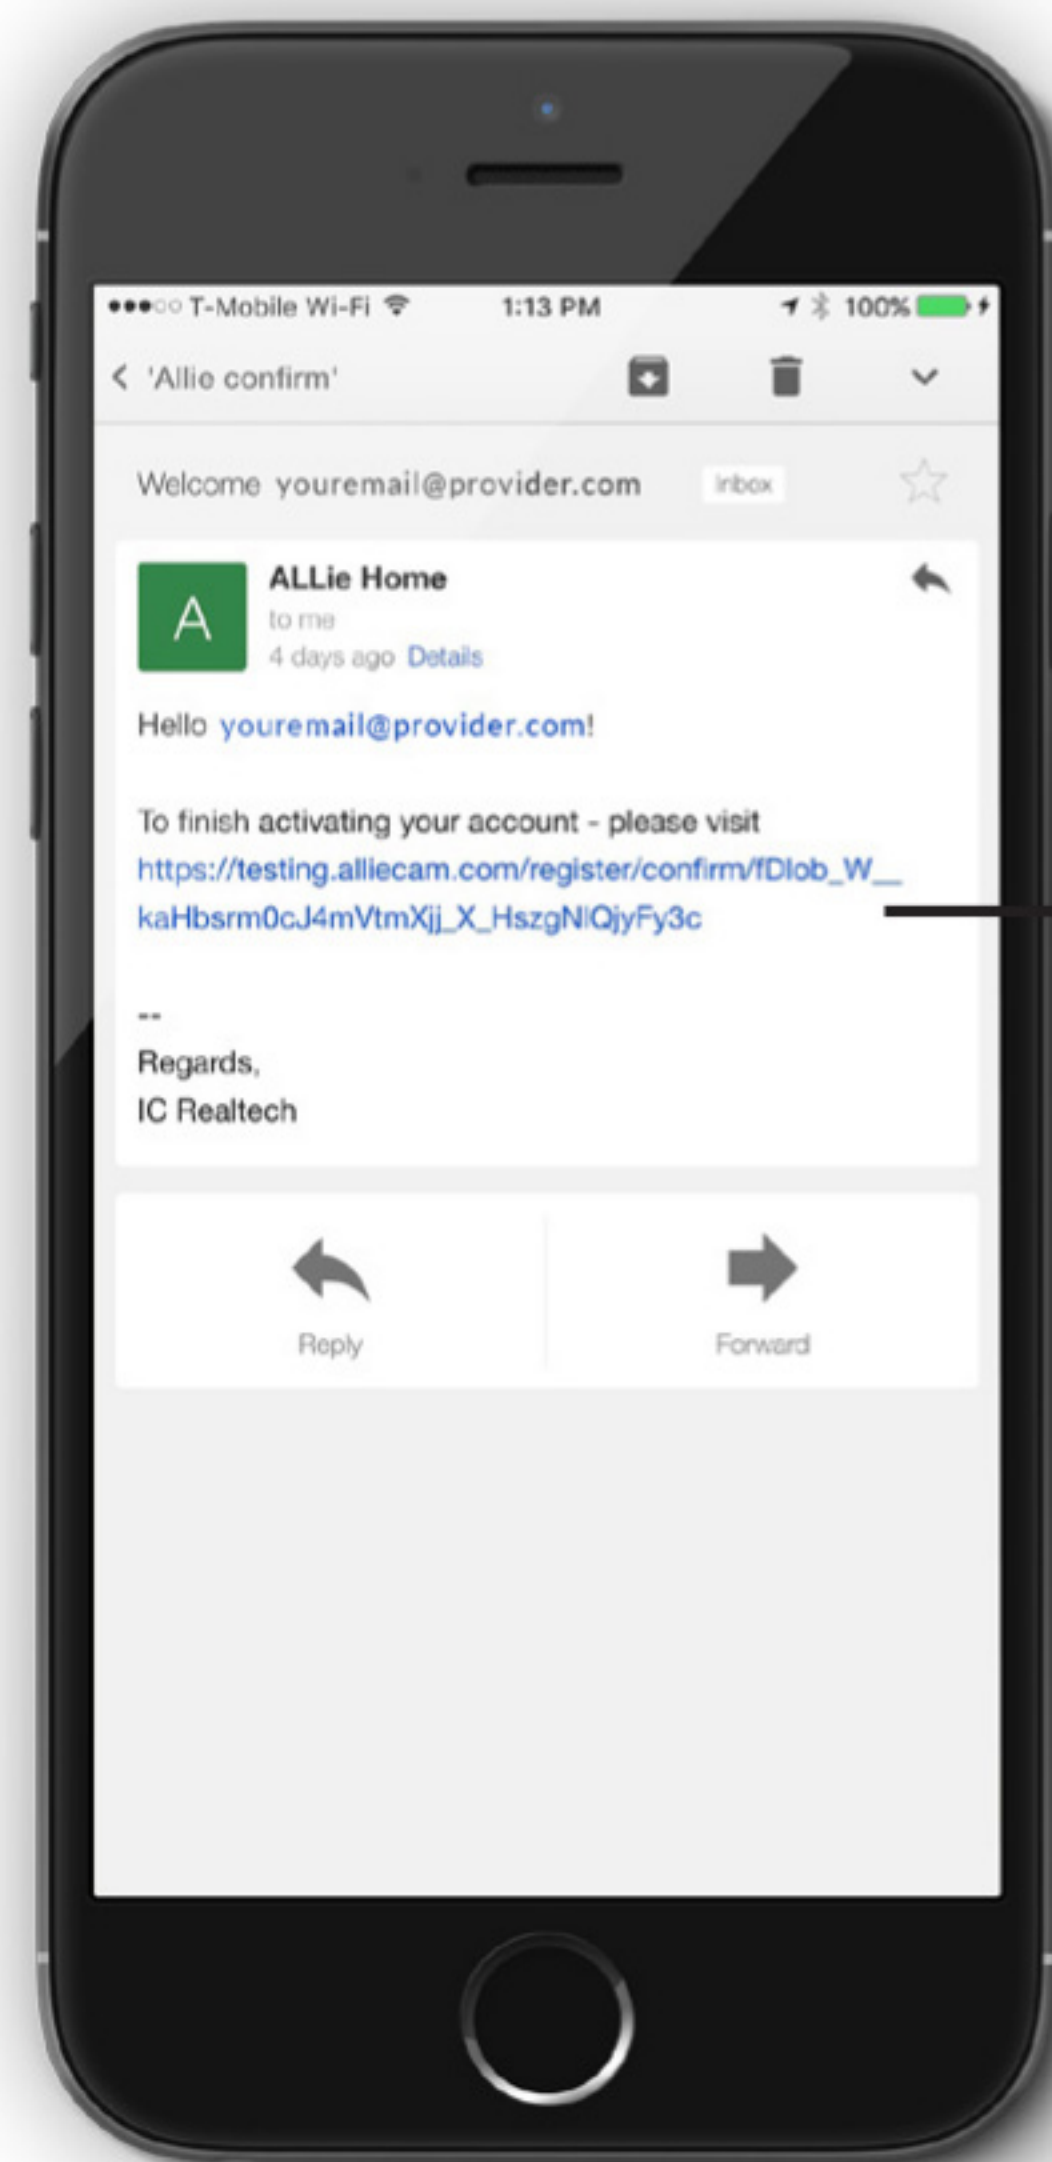 T-Mobile Wi-Fi 1:13 PM 100%
'Allie confirm'
Welcome youremail@provider.com Inbox
A
ALLie Home
to me
4 days ago Details
Hello youremail@provider.com!
To finish activating your account - please visit
https://testing.alliecam.com/register/confirm/fDlob_W__
kaHbsrm0cJ4mVtmXjj_X_HszgNlQjyFy3c
--
Regards,
IC Realtech
Reply Forward